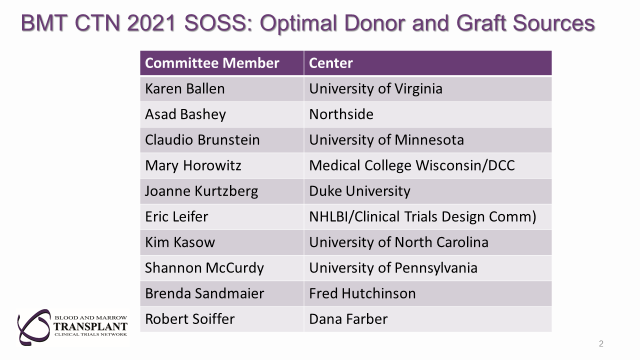 BMT CTN 2021 SOSS: Optimal Donor and Graft Sources
Committee Member Center
Karen Ballen University of Virginia
Asad Bashey Northside
Claudio Brunstein University of Minnesota
Mary Horowitz Medical College Wisconsin/DCC
Joanne Kurtzberg Duke University
Eric Leifer NHLBI/Clinical Trials Design Comm)
Kim Kasow University of North Carolina
Shannon McCurdy University of Pennsylvania
Brenda Sandmaier Fred Hutchinson
Robert Soiffer Dana Farber
BLOOD AND MARROW
TRANSPLANT
CLINICAL TRIALS NETWORK
2